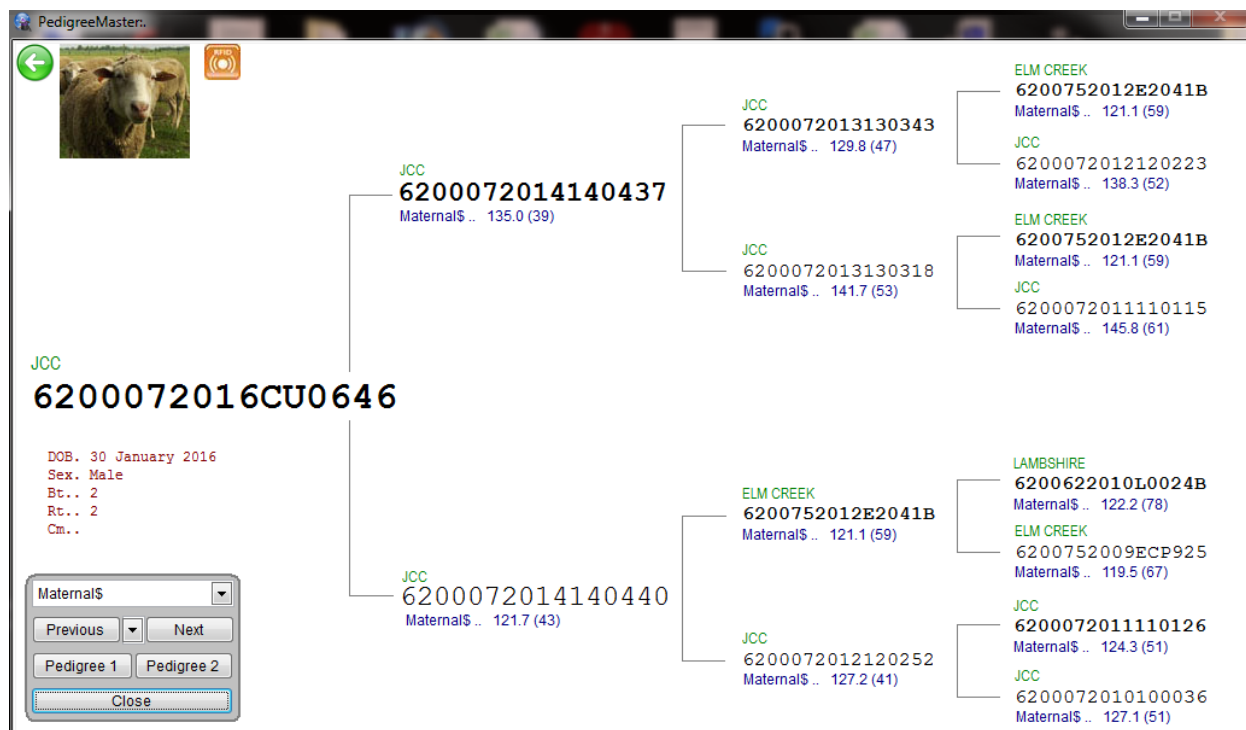 PedigreeMaster:.
RFID
ELM CREEK
6200752012E2041B
Maternal$ .. 121.1 (59)
JCC
6200072013130343
Maternal$ .. 129.8 (47)
JCC
6200072012120223
Maternal$ .. 138.3 (52)
JCC
6200072014140437
Maternal$ .. 135.0 (39)
ELM CREEK
6200752012E2041B
Maternal$ .. 121.1 (59)
JCC
6200072013130318
Maternal$ .. 141.7 (53)
JCC
6200072011110115
Maternal$ .. 145.8 (61)
JCC
6200072016CU0646
DOB. 30 January 2016
Sex. Male
Bt.. 2
Rt.. 2
Cm..
LAMBSHIRE
6200622010L0024B
Maternal$ .. 122.2 (78)
ELM CREEK
6200752012E2041B
Maternal$ .. 121.1 (59)
ELM CREEK
6200752009ECP925
Maternal$ .. 119.5 (67)
JCC
6200072014140440
Maternal$ .. 121.7 (43)
JCC
6200072011110126
Maternal$ .. 124.3 (51)
JCC
6200072012120252
Maternal$ .. 127.2 (41)
JCC
6200072010100036
Maternal$ .. 127.1 (51)
Maternal$
Previous Next
Pedigree 1 Pedigree 2
Close